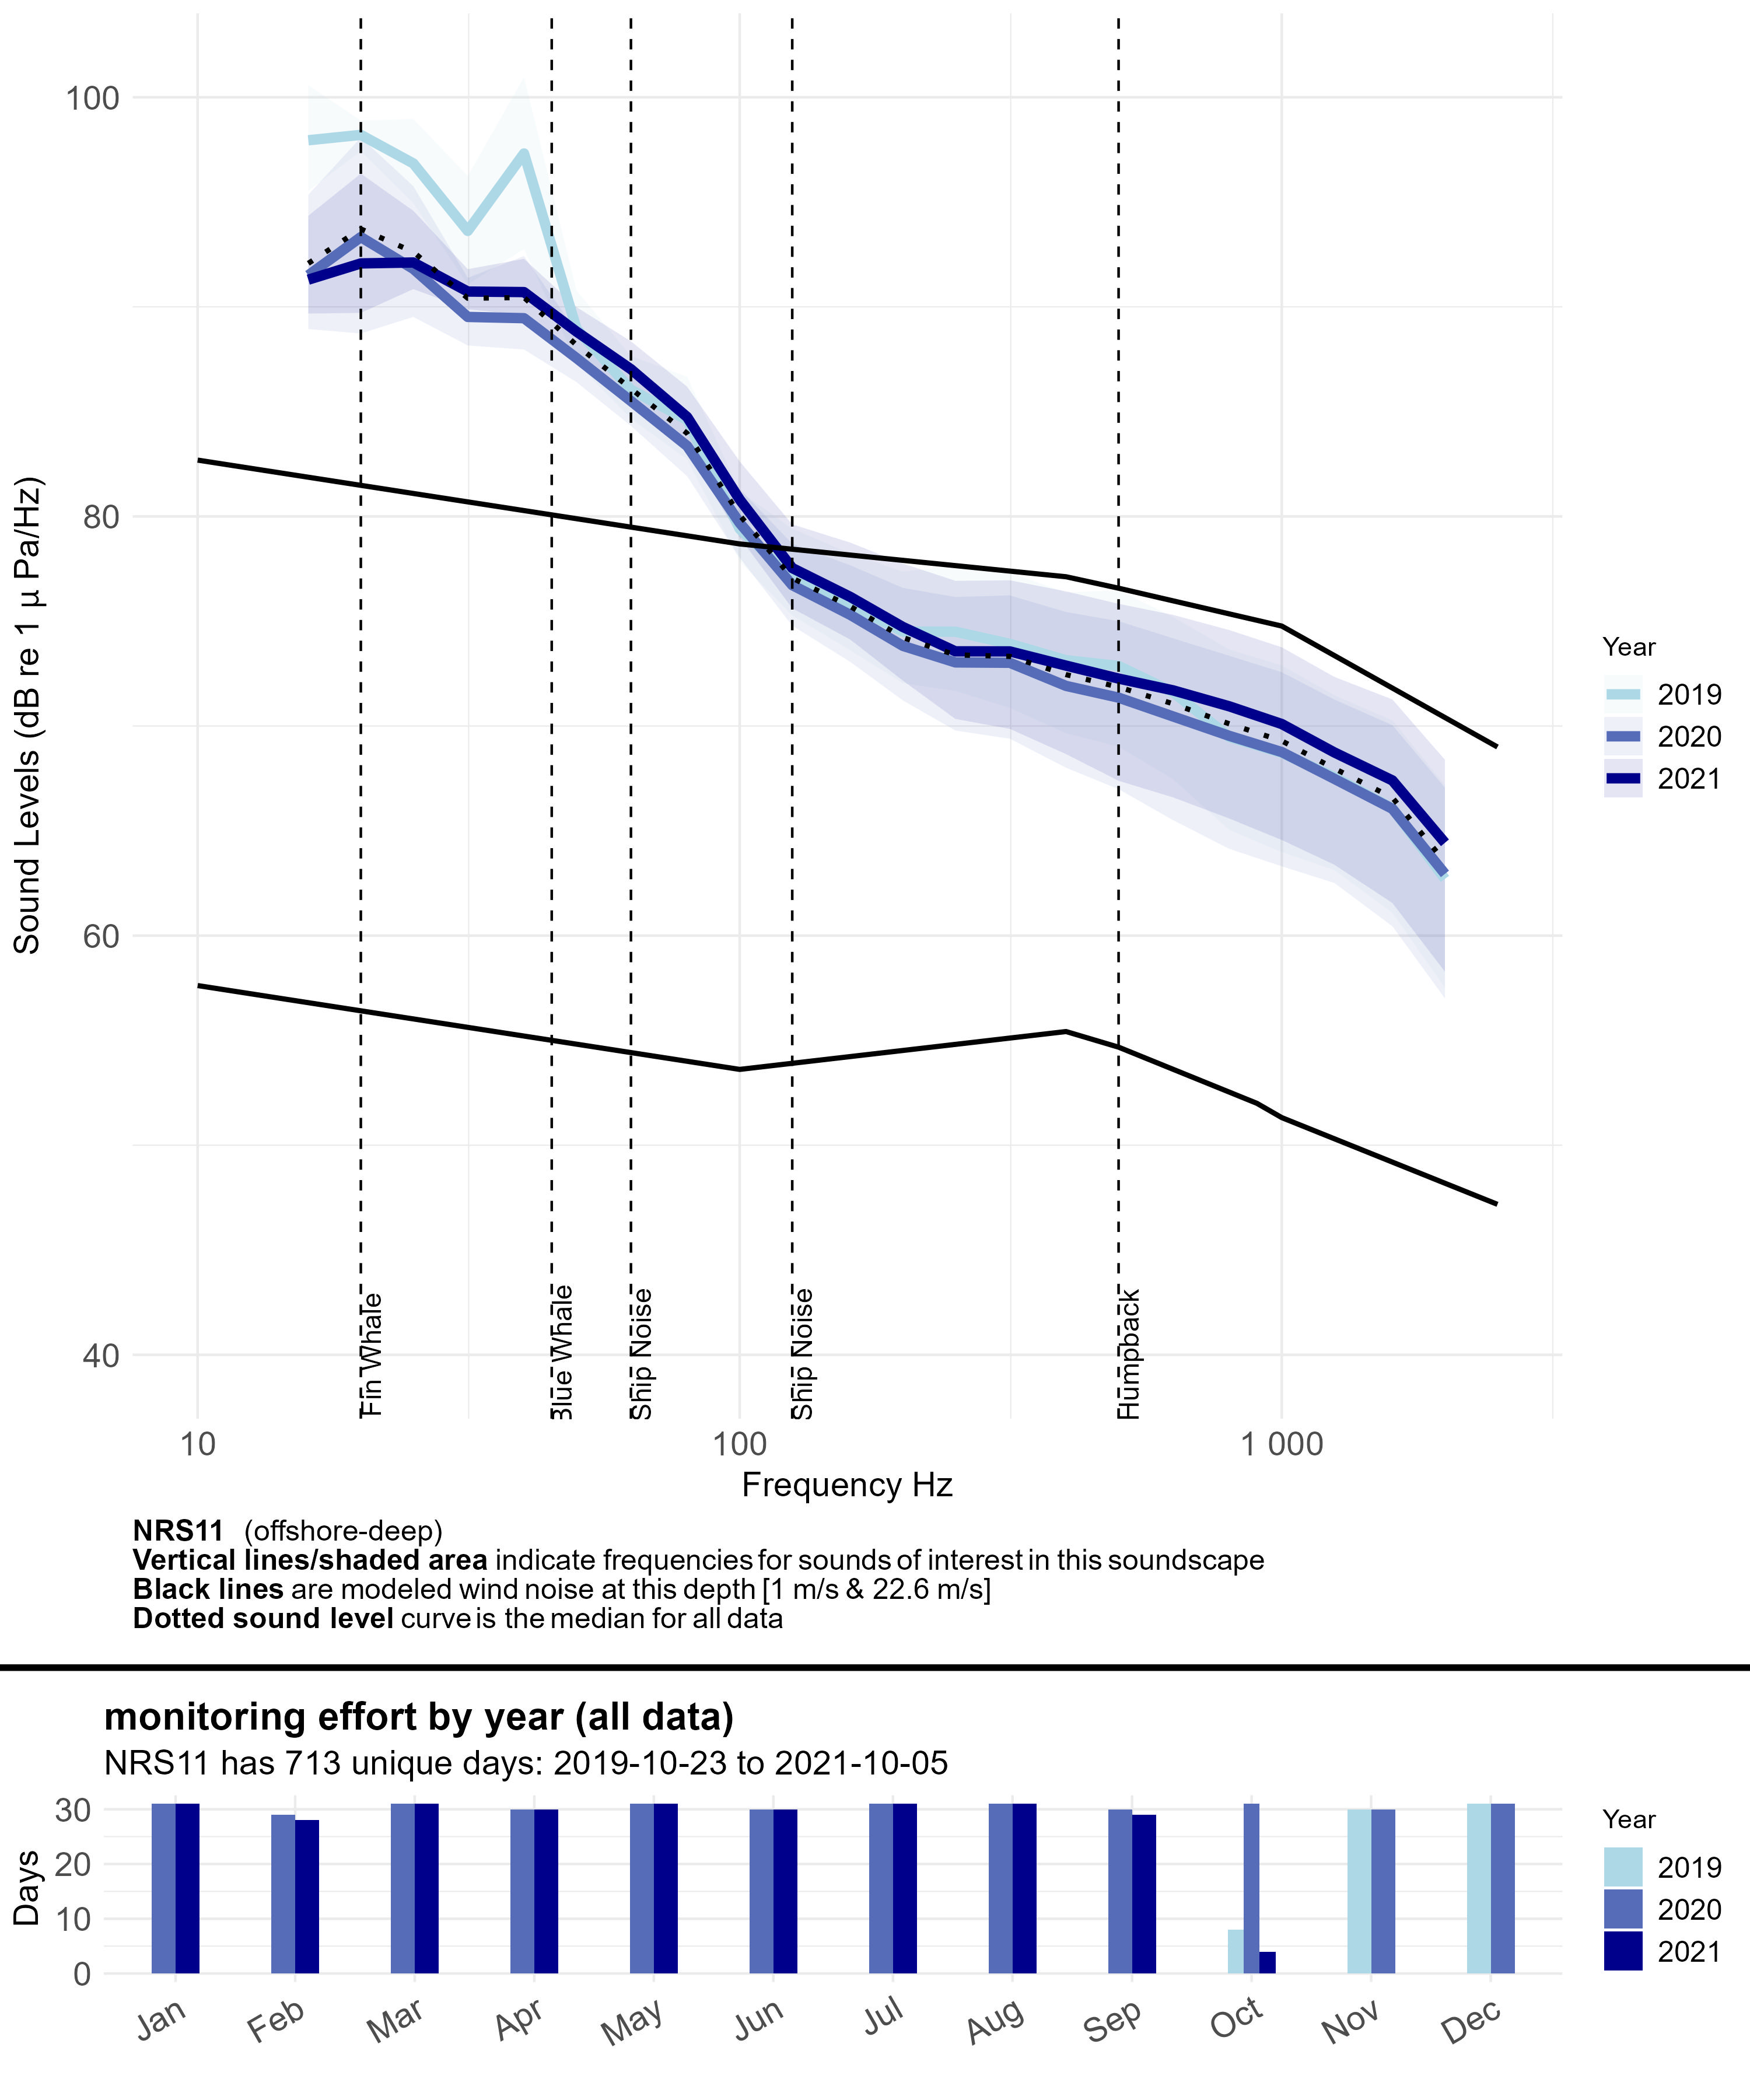 100
80
60
40
Sound Levels (dB re 1 µ Pa/Hz)
Fin Whale
Blue Whale
Ship Noise
Ship Noise
Humpback
10
100
1 000
Frequency Hz
Year
2019
2020
2021
NRS11 (offshore-deep)
Vertical lines/shaded area indicate frequencies for sounds of interest in this soundscape
Black lines are modeled wind noise at this depth [1 m/s & 22.6 m/s]
Dotted sound level curve is the median for all data
monitoring effort by year (all data)
NRS11 has 713 unique days: 2019-10-23 to 2021-10-05
30
20
10
0
Days
Jan
Feb
Mar
Apr
May
Jun
Jul
Aug
Sep
Oct
Nov
Dec
Year
2019
2020
2021